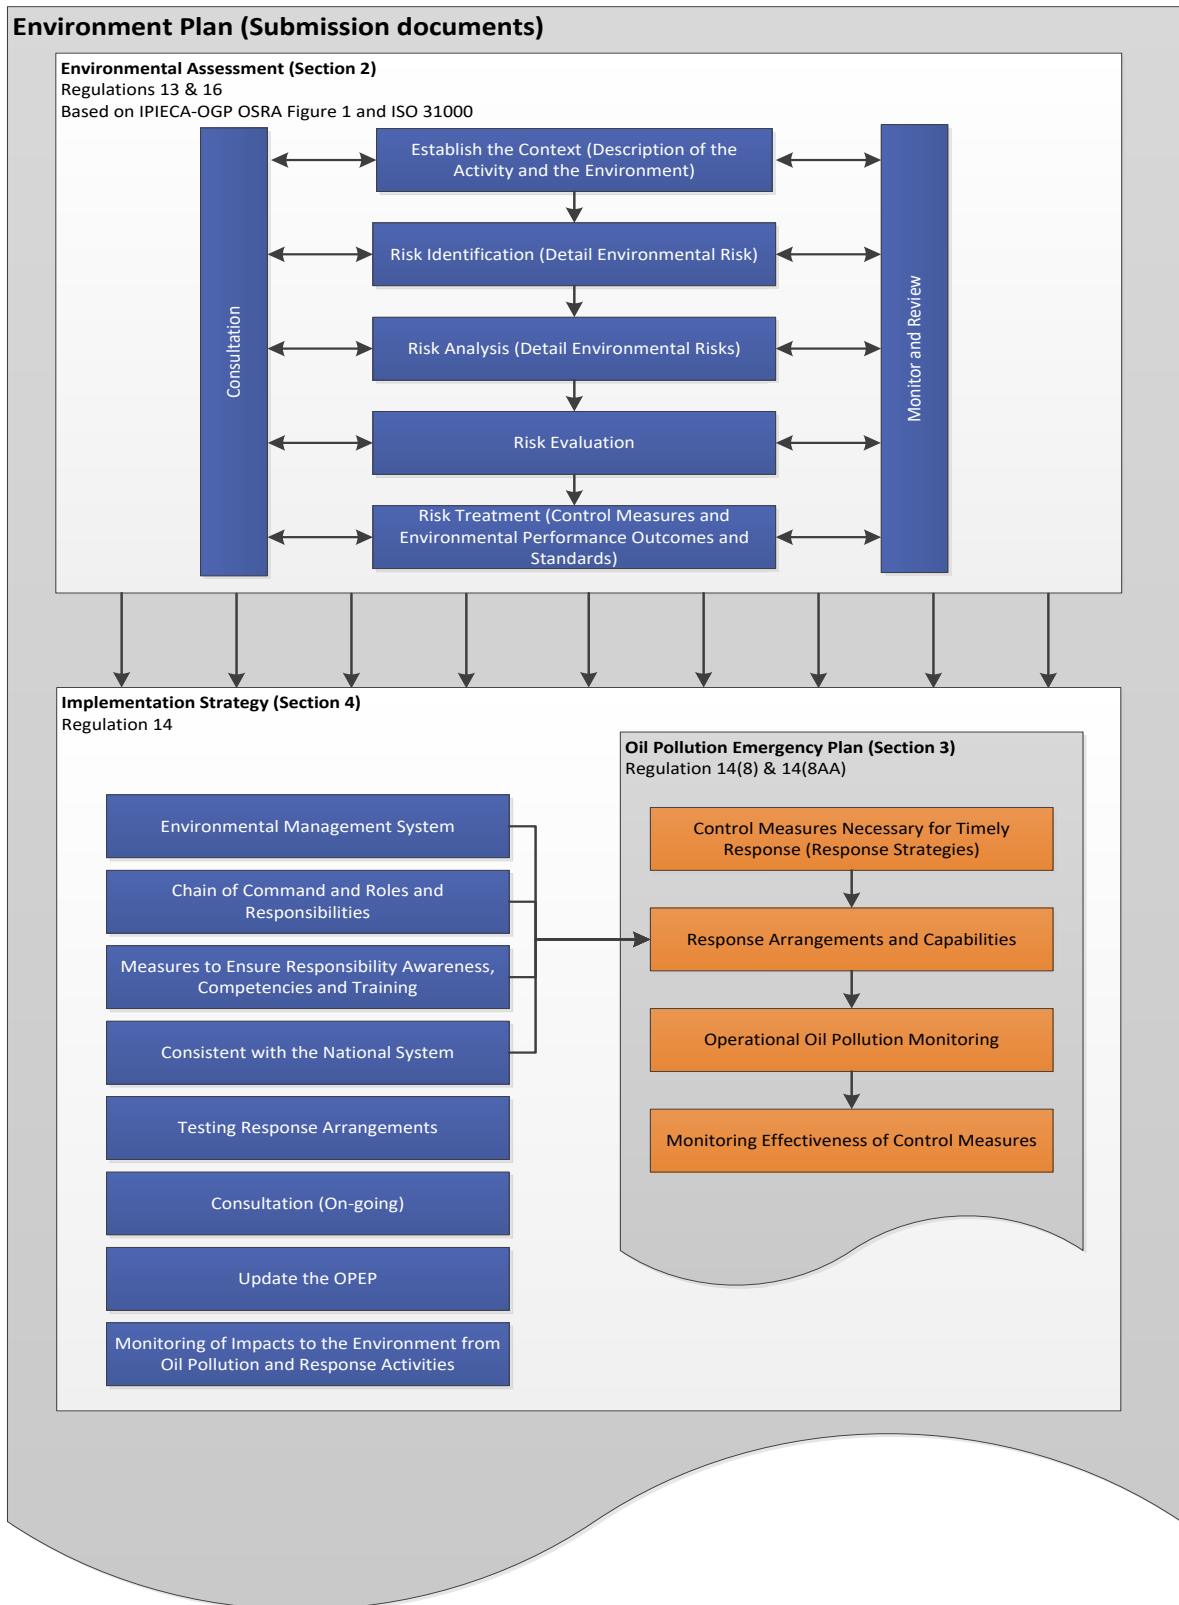 Environment Plan (Submission documents)
Environmental Assessment (Section 2)
Regulations 13 & 16
Based on IPIECA-OGP OSRA Figure 1 and ISO 31000
Consultation
Establish the Context (Description of the
Activity and the Environment)
Risk Identification (Detail Environmental Risk)
Risk Analysis (Detail Environmental Risks)
Risk Evaluation
Risk Treatment (Control Measures and
Environmental Performance Outcomes and
Standards)
Monitor and Review
Implementation Strategy (Section 4)
Regulation 14
Environmental Management System
Chain of Command and Roles and
Responsibilities
Measures to Ensure Responsibility Awareness,
Competencies and Training
Consistent with the National System
Testing Response Arrangements
Consultation (On-going)
Update the OPEP
Monitoring of Impacts to the Environment from
Oil Pollution and Response Activities
Oil Pollution Emergency Plan (Section 3)
Regulation 14(8) & 14(8AA)
Control Measures Necessary for Timely
Response (Response Strategies)
Response Arrangements and Capabilities
Operational Oil Pollution Monitoring
Monitoring Effectiveness of Control Measures